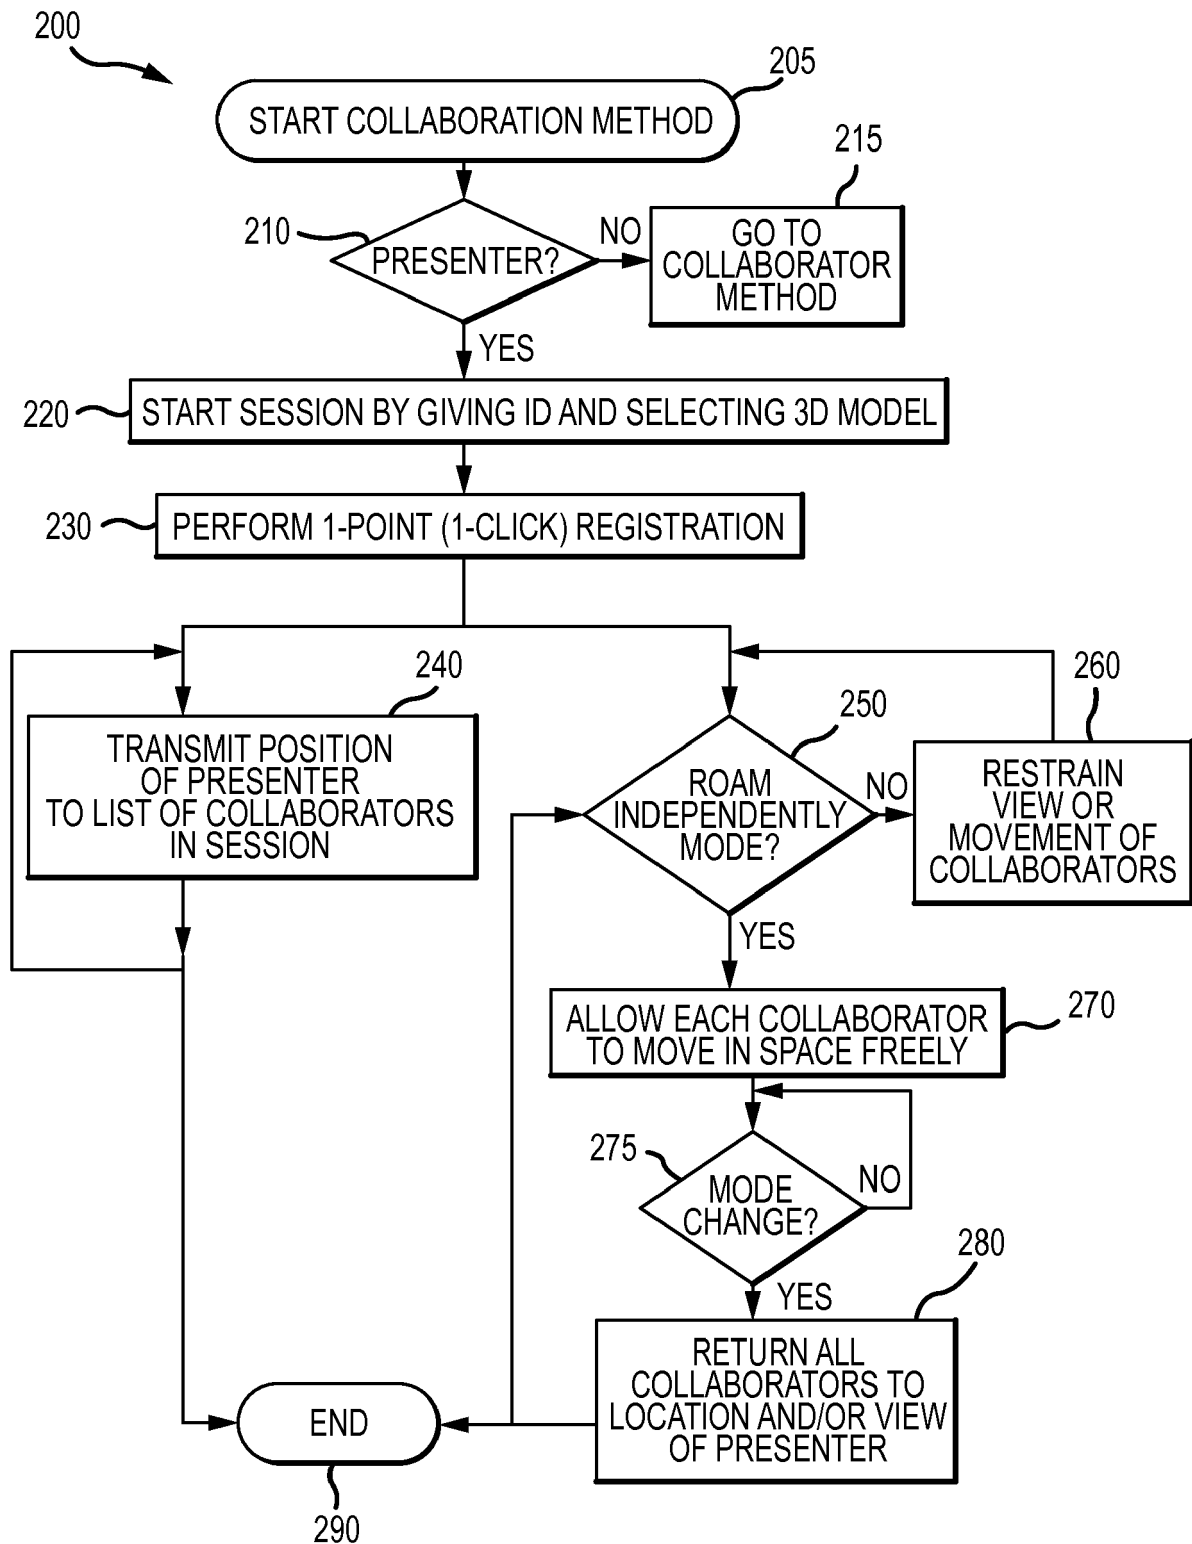 200
205
START COLLABORATION METHOD
215
210
PRESENTER?
NO
GO TO
COLLABORATOR
METHOD
YES
220
START SESSION BY GIVING ID AND SELECTING 3D MODEL
230
PERFORM 1-POINT (1-CLICK) REGISTRATION
240
TRANSMIT POSITION
OF PRESENTER
TO LIST OF COLLABORATORS
IN SESSION
250
ROAM
INDEPENDENTLY
MODE?
NO
260
RESTRAIN
VIEW OR
MOVEMENT OF
COLLABORATORS
YES
270
ALLOW EACH COLLABORATOR
TO MOVE IN SPACE FREELY
275
MODE
CHANGE?
NO
YES
280
RETURN ALL
COLLABORATORS TO
LOCATION AND/OR VIEW
OF PRESENTER
END
290